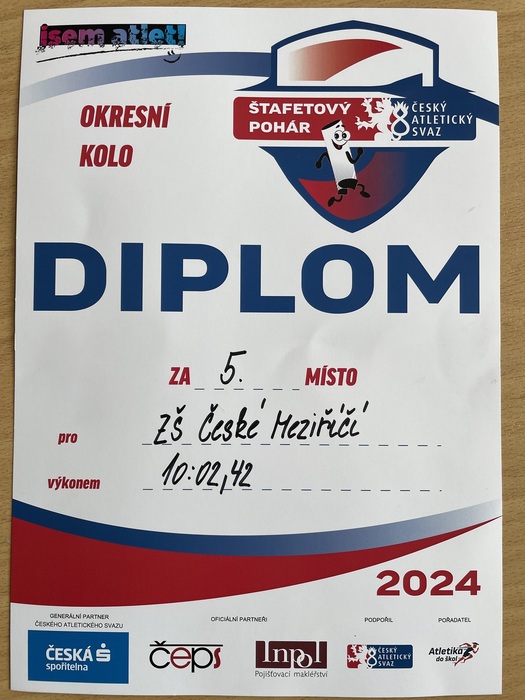 jsem atlet!
OKRESNÍ
KOLO
ŠTAFETOVÝ
POHÁR
ČESKÝ
ATLETICKÝ
SVAZ
DIPLOM
ZA 5. MÍSTO
pro ZŠ České Meziříčí
výkonem 10:02,42
2024
GENERÁLNÍ PARTNER
ČESKÉHO ATLETICKÉHO SVAZU
OFICIÁLNÍ PARTNEŘI
PODPOŘIL
POŘADATEL
ČESKÁ
spořitelna
čeps
Inpol
Pojišťovací makléřství
ČESKÝ
ATLETICKÝ
SVAZ
Atletika
do škol